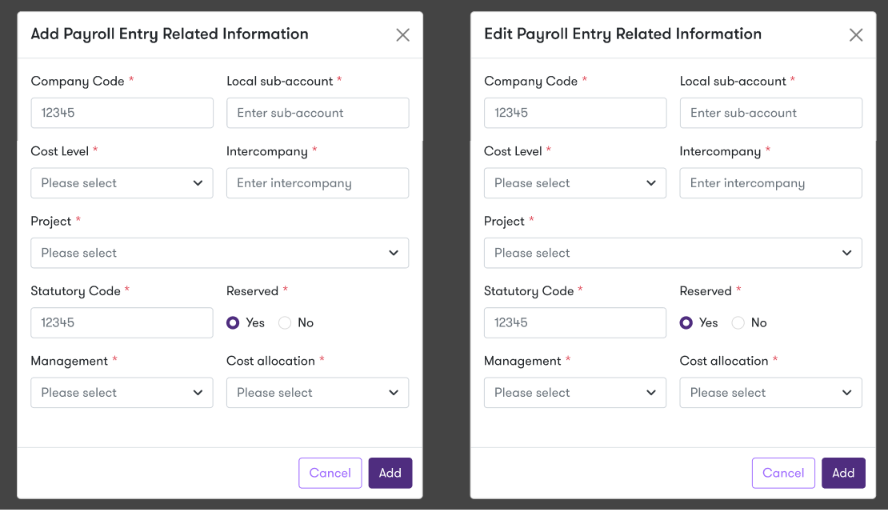 Add Payroll Entry Related Information
Company Code * Local sub-account *
12345 Enter sub-account
Cost Level * Intercompany *
Please select Enter intercompany
Project *
Please select
Statutory Code * Reserved *
12345 Yes No
Management * Cost allocation *
Please select Please select
Cancel Add
Edit Payroll Entry Related Information
Company Code * Local sub-account *
12345 Enter sub-account
Cost Level * Intercompany *
Please select Enter intercompany
Project *
Please select
Statutory Code * Reserved *
12345 Yes No
Management * Cost allocation *
Please select Please select
Cancel Add